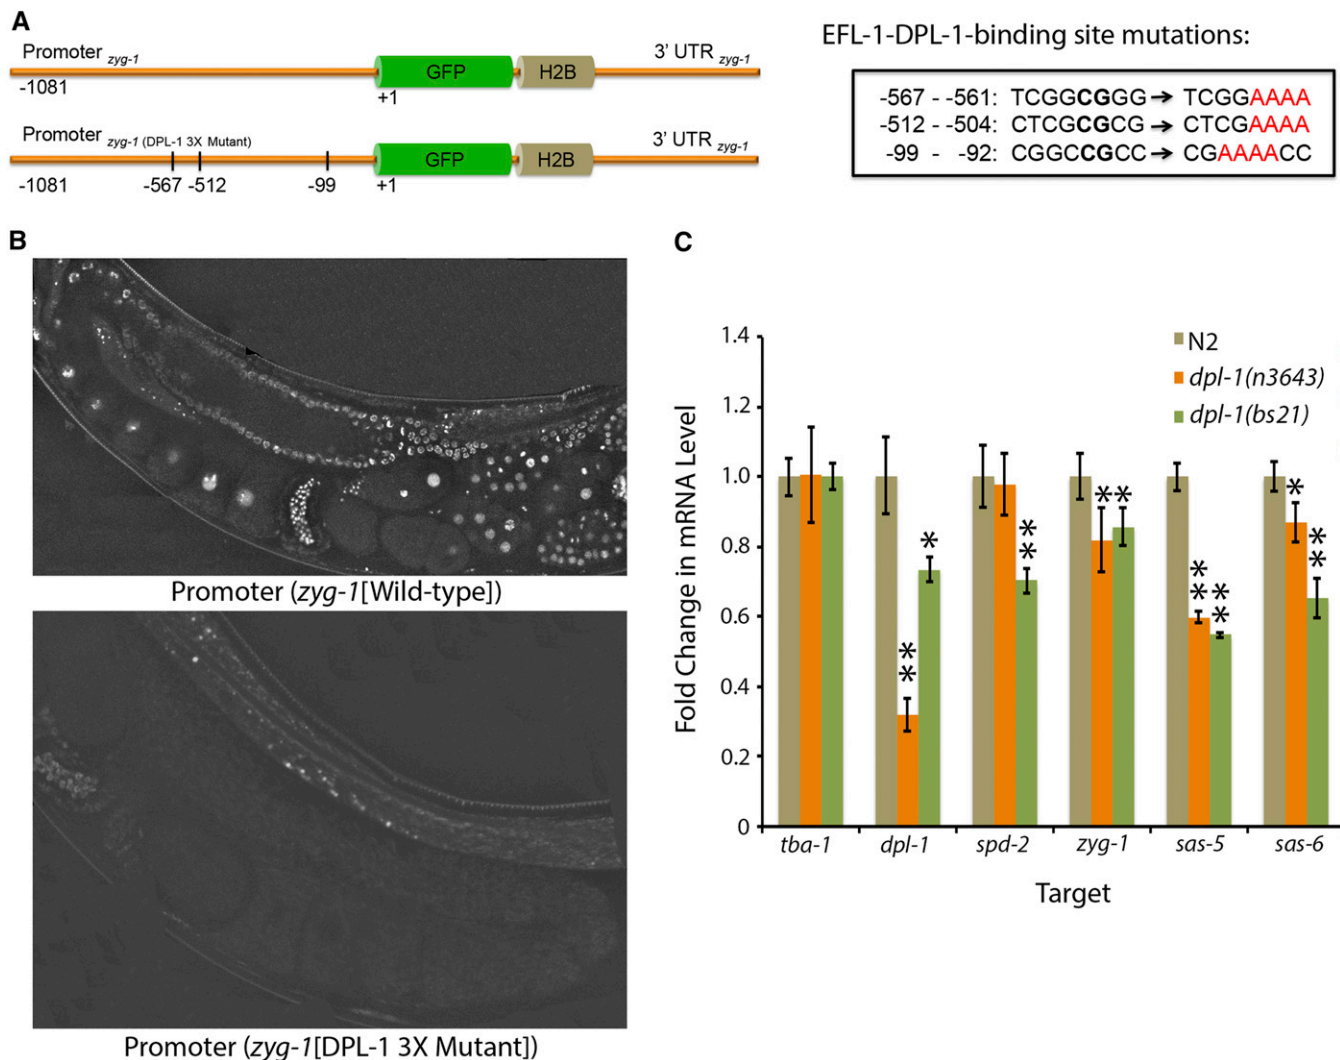 A
Promoter zyg-1
GFP
H2B
3' UTR zyg-1
-1081
+1
Promoter zyg-1 (DPL-1 3X Mutant)
GFP
H2B
3' UTR zyg-1
-1081
-567
-512
-99
+1
EFL-1-DPL-1-binding site mutations:
-567 - -561: TCGGCGGG → TCGGAAAA
-512 - -504: CTCGCGCG → CTCGAAAA
-99 - -92: CGGCCGCC → CGAAAACC
B
Promoter (zyg-1[Wild-type])
Promoter (zyg-1[DPL-1 3X Mutant])
C
N2
dpl-1(n3643)
dpl-1(bs21)
Fold Change in mRNA Level
1.4
1.2
1.0
0.8
0.6
0.4
0.2
0
* * * * * * * * * * * * *
tba-1
dpl-1
spd-2
zyg-1
sas-5
sas-6
Target